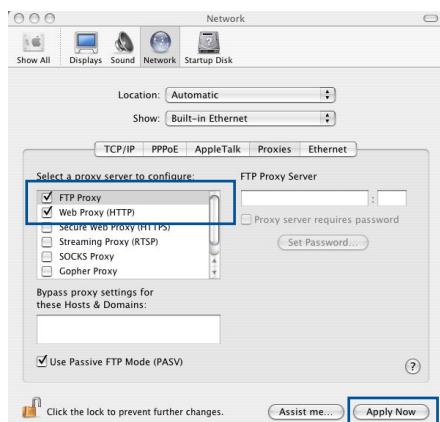 Network
Show All Displays Sound Network Startup Disk
Location: Automatic
Show: Built-in Ethernet
TCP/IP PPPoE AppleTalk Proxies Ethernet
Select a proxy server to configure:
FTP Proxy
Web Proxy (HTTP)
Secure Web Proxy (HTTPS)
Streaming Proxy (RTSP)
SOCKS Proxy
Gopher Proxy
FTP Proxy Server
:
Proxy server requires password
Set Password...
Bypass proxy settings for
these Hosts & Domains:
Use Passive FTP Mode (PASV)
?
Click the lock to prevent further changes.
Assist me...
Apply Now